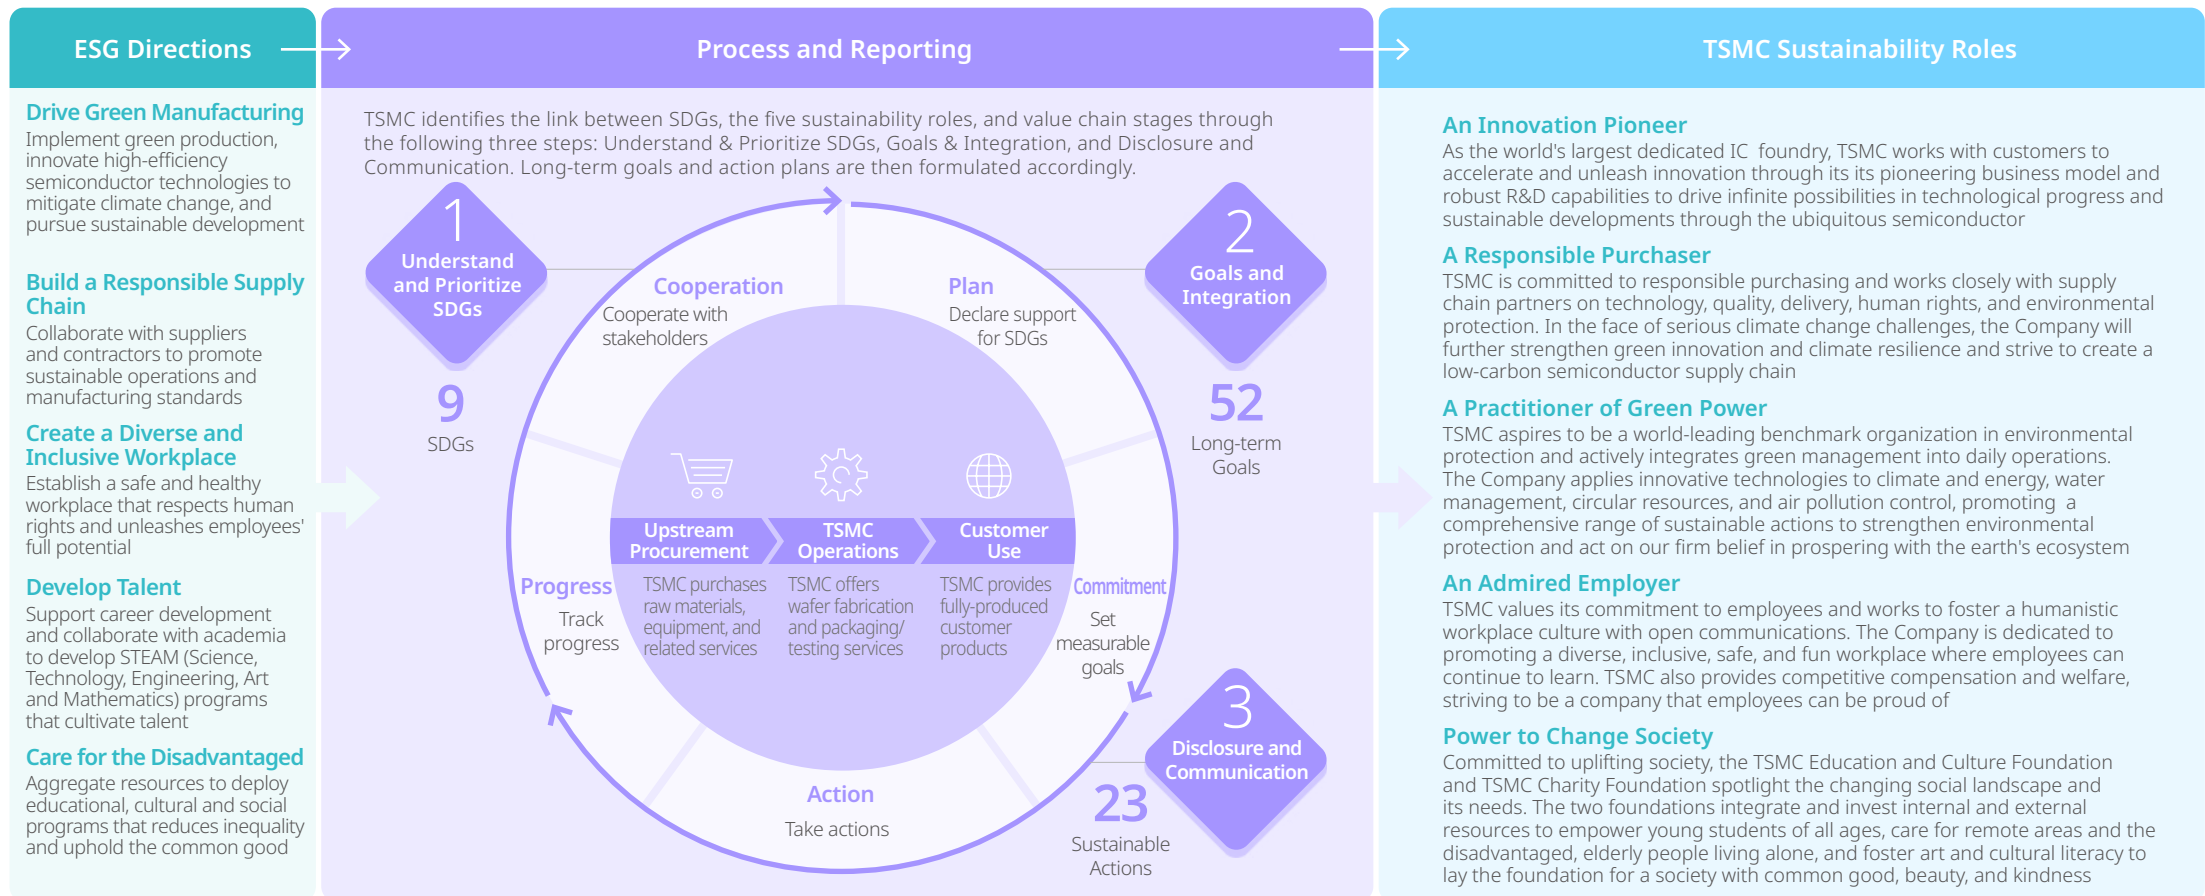 ESG Directions
Drive Green Manufacturing
Implement green production,
innovate high-efficiency
semiconductor technologies to
mitigate climate change, and
pursue sustainable development
Build a Responsible Supply
Chain
Collaborate with suppliers
and contractors to promote
sustainable operations and
manufacturing standards
Create a Diverse and
Inclusive Workplace
Establish a safe and healthy
workplace that respects human
rights and unleashes employees'
full potential
Develop Talent
Support career development
and collaborate with academia
to develop STEAM (Science,
Technology, Engineering, Art
and Mathematics) programs
that cultivate talent
Care for the Disadvantaged
Aggregate resources to deploy
educational, cultural and social
programs that reduces inequality
and uphold the common good
Process and Reporting
TSMC identifies the link between SDGs, the five sustainability roles, and value chain stages through
the following three steps: Understand & Prioritize SDGs, Goals & Integration, and Disclosure and
Communication. Long-term goals and action plans are then formulated accordingly.
1
Understand
and Prioritize
SDGs
9
SDGs
2
Goals and
Integration
52
Long-term
Goals
3
Disclosure and
Communication
23
Sustainable
Actions
Cooperation
Cooperate with
stakeholders
Plan
Declare support
for SDGs
Commitment
Set
measurable
goals
Action
Take actions
Progress
Track
progress
Upstream
Procurement
TSMC purchases
raw materials,
equipment, and
related services
TSMC
Operations
TSMC offers
wafer fabrication
and packaging/
testing services
Customer
Use
TSMC provides
fully-produced
customer
products
TSMC Sustainability Roles
An Innovation Pioneer
As the world's largest dedicated IC foundry, TSMC works with customers to
accelerate and unleash innovation through its its pioneering business model and
robust R&D capabilities to drive infinite possibilities in technological progress and
sustainable developments through the ubiquitous semiconductor
A Responsible Purchaser
TSMC is committed to responsible purchasing and works closely with supply
chain partners on technology, quality, delivery, human rights, and environmental
protection. In the face of serious climate change challenges, the Company will
further strengthen green innovation and climate resilience and strive to create a
low-carbon semiconductor supply chain
A Practitioner of Green Power
TSMC aspires to be a world-leading benchmark organization in environmental
protection and actively integrates green management into daily operations.
The Company applies innovative technologies to climate and energy, water
management, circular resources, and air pollution control, promoting a
comprehensive range of sustainable actions to strengthen environmental
protection and act on our firm belief in prospering with the earth's ecosystem
An Admired Employer
TSMC values its commitment to employees and works to foster a humanistic
workplace culture with open communications. The Company is dedicated to
promoting a diverse, inclusive, safe, and fun workplace where employees can
continue to learn. TSMC also provides competitive compensation and welfare,
striving to be a company that employees can be proud of
Power to Change Society
Committed to uplifting society, the TSMC Education and Culture Foundation
and TSMC Charity Foundation spotlight the changing social landscape and
its needs. The two foundations integrate and invest internal and external
resources to empower young students of all ages, care for remote areas and the
disadvantaged, elderly people living alone, and foster art and cultural literacy to
lay the foundation for a society with common good, beauty, and kindness